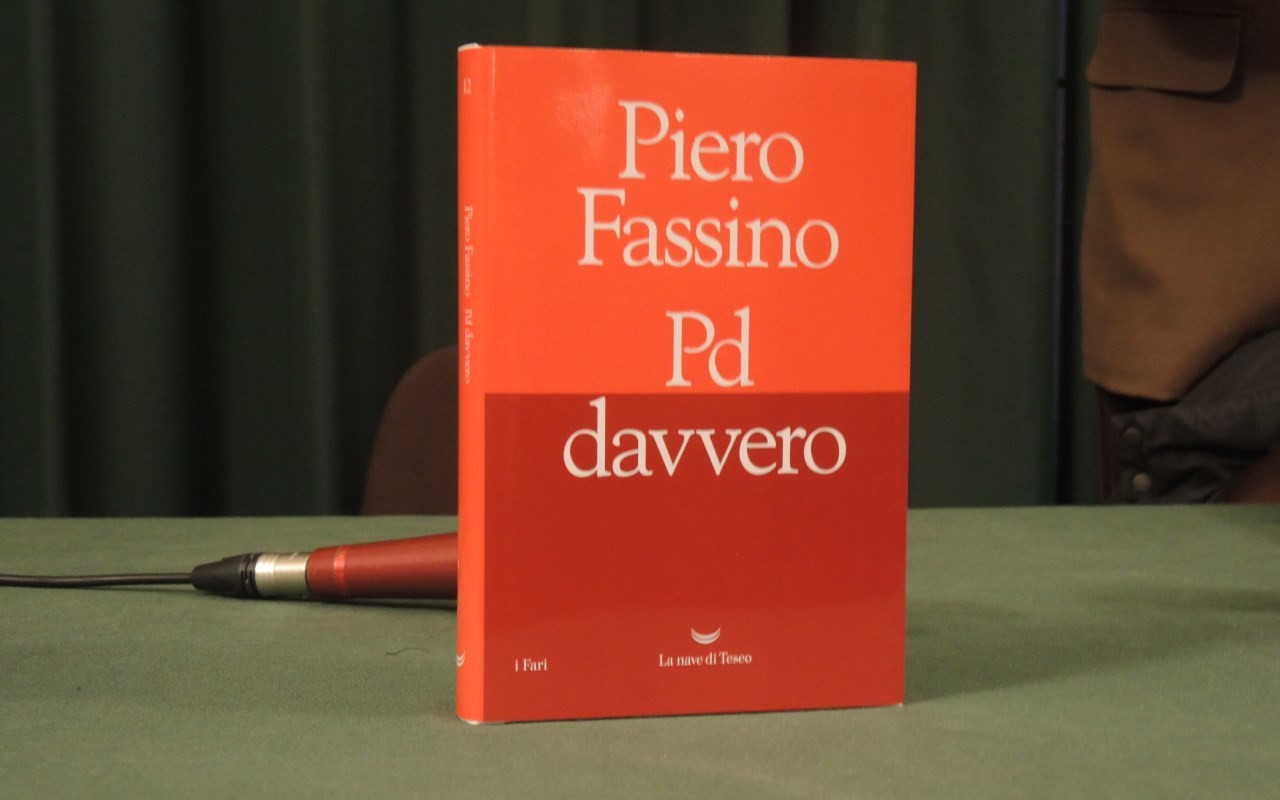 Piero
Fassino
Pd
davvero
i Fari
La nave di Teseo
12
Piero Fassino Pd davvero